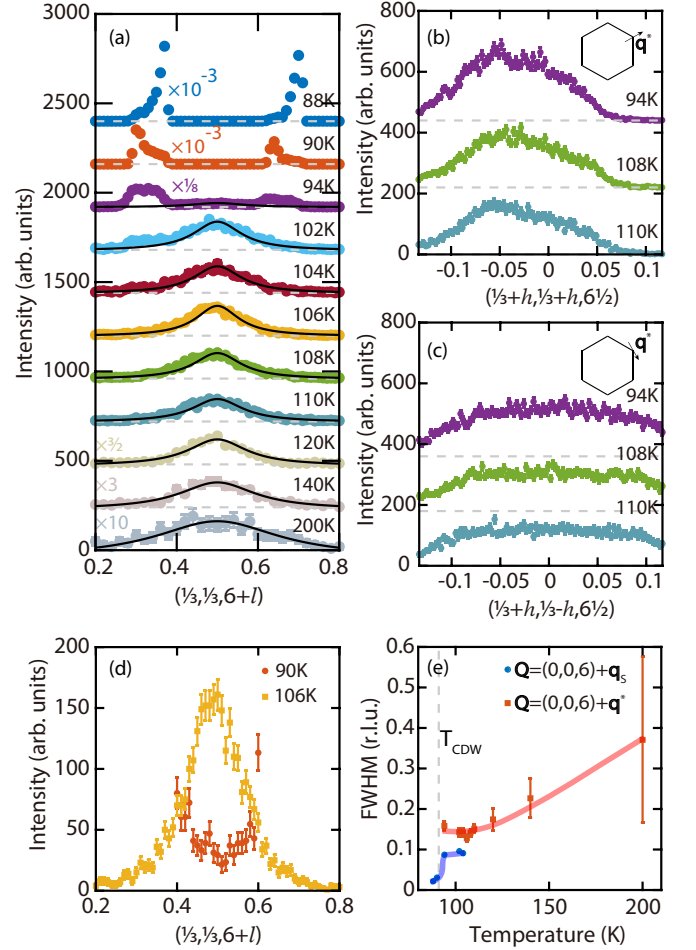 (a)
2500
×10⁻³
88K
×10⁻³
90K
2000
×⅛
94K
102K
1500
104K
106K
1000
108K
110K
×³⁄₂
120K
500
×3
140K
×10
200K
0
0.2 0.4 0.6 0.8
(⅓,⅓,6+l)
Intensity (arb. units)
(b)
q*
800
600
94K
400
108K
200
110K
0
-0.1 -0.05 0 0.05 0.1
(⅓+h,⅓+h,6½)
Intensity (arb. units)
(c)
q*
800
600
94K
400
108K
200
110K
0
-0.1 -0.05 0 0.05 0.1
(⅓+h,⅓-h,6½)
Intensity (arb. units)
(d)
90K
106K
200
150
100
50
0
0.2 0.4 0.6 0.8
(⅓,⅓,6+l)
Intensity (arb. units)
(e)
Q=(0,0,6)+qₛ
Q=(0,0,6)+q*
T_CDW
0.6
0.5
0.4
0.3
0.2
0.1
0
100 150 200
Temperature (K)
FWHM (r.l.u.)